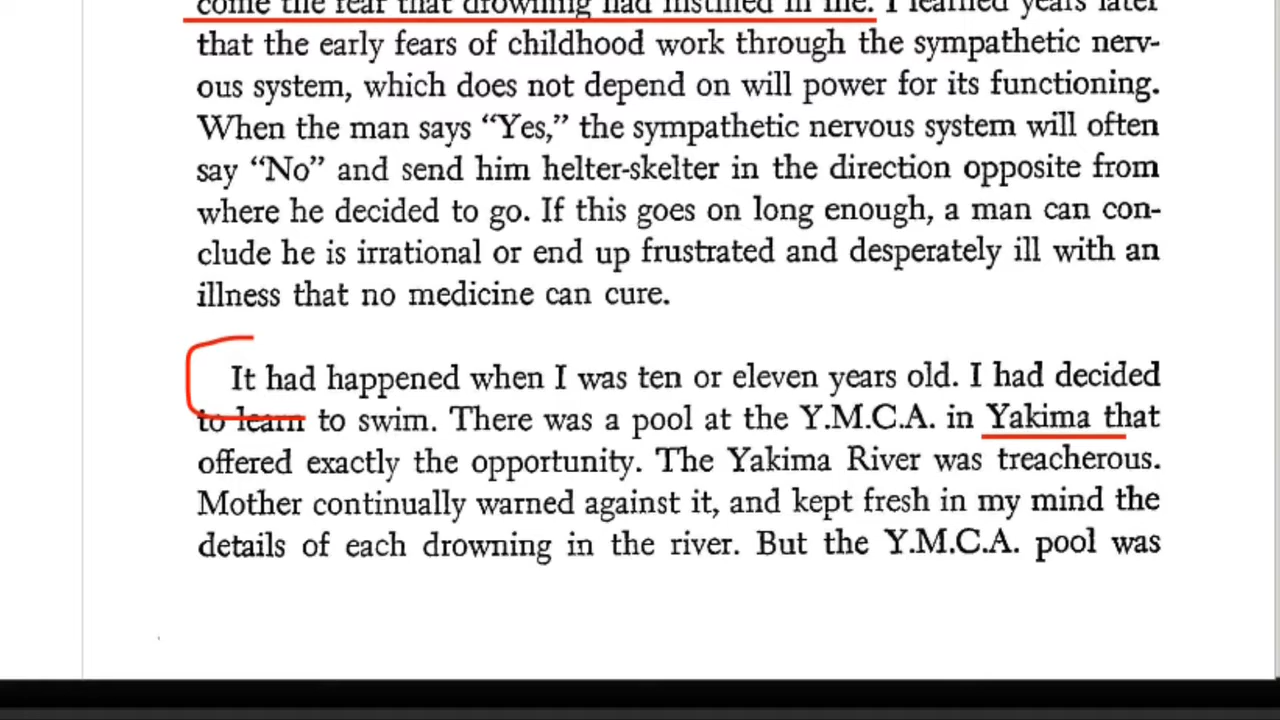 come the fear that drowning had instilled in me. I learned years later
that the early fears of childhood work through the sympathetic nerv-
ous system, which does not depend on will power for its functioning.
When the man says “Yes,” the sympathetic nervous system will often
say “No” and send him helter-skelter in the direction opposite from
where he decided to go. If this goes on long enough, a man can con-
clude he is irrational or end up frustrated and desperately ill with an
illness that no medicine can cure.
It had happened when I was ten or eleven years old. I had decided
to learn to swim. There was a pool at the Y.M.C.A. in Yakima that
offered exactly the opportunity. The Yakima River was treacherous.
Mother continually warned against it, and kept fresh in my mind the
details of each drowning in the river. But the Y.M.C.A. pool was